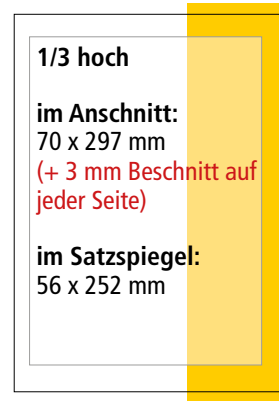 1/3 hoch
im Anschnitt:
70 x 297 mm
(+ 3 mm Beschnitt auf
jeder Seite)
im Satzspiegel:
56 x 252 mm